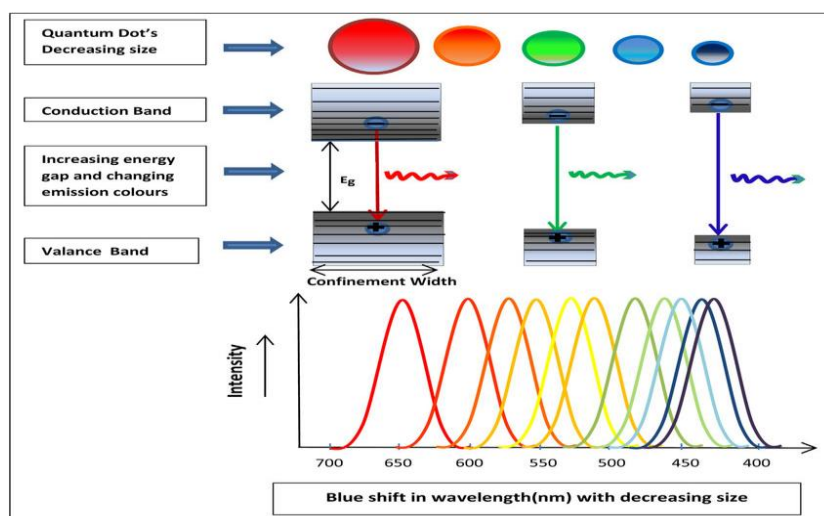 Quantum Dot's
Decreasing size
Conduction Band
Increasing energy
gap and changing
emission colours
Eg
Valance Band
Confinement Width
Intensity
700 650 600 550 500 450 400
Blue shift in wavelength(nm) with decreasing size